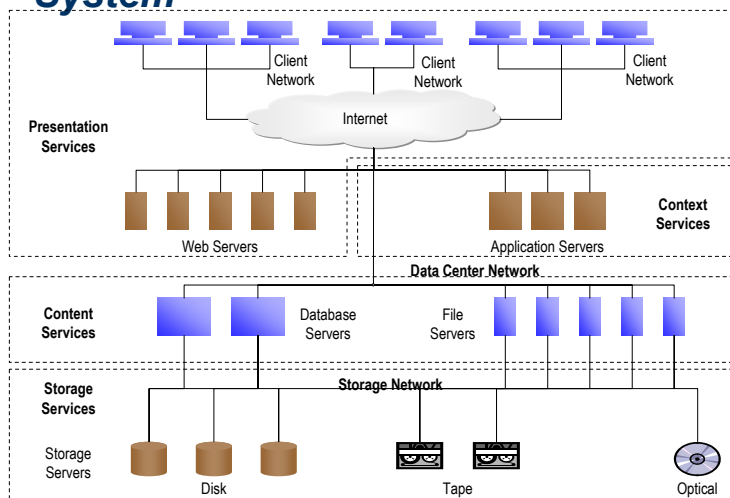 System
Client
Network
Client
Network
Client
Network
Internet
Presentation
Services
Context
Services
Web Servers
Application Servers
Data Center Network
Content
Services
Database
Servers
File
Servers
Storage Network
Storage
Services
Storage
Servers
Disk
Tape
Optical